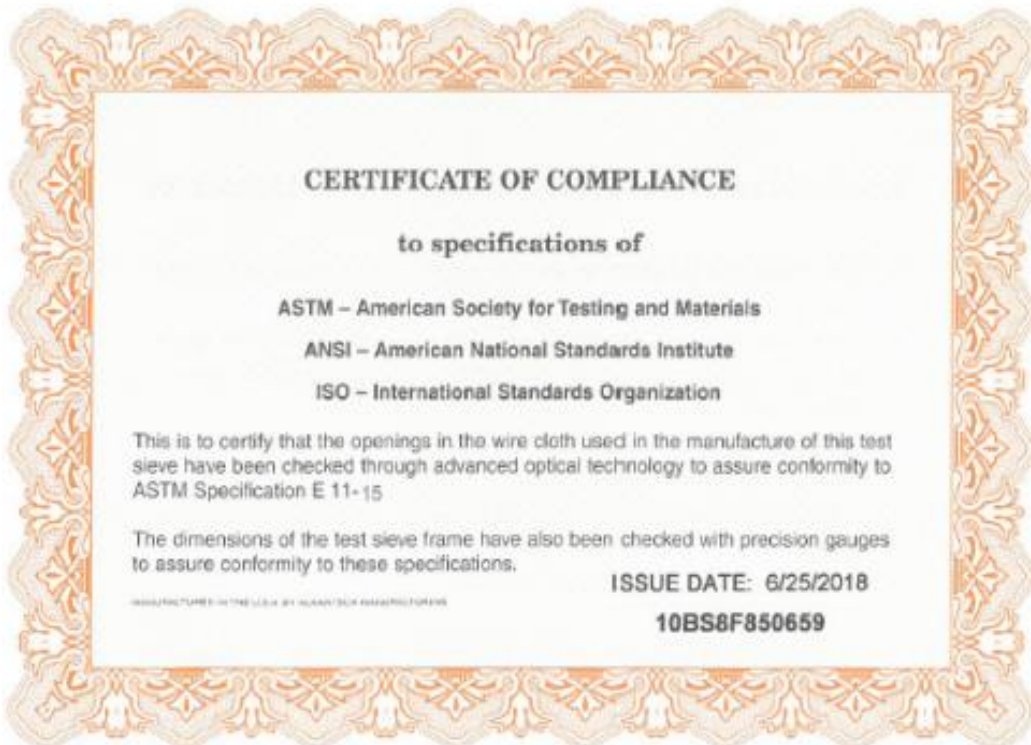 CERTIFICATE OF COMPLIANCE
to specifications of
ASTM – American Society for Testing and Materials
ANSI – American National Standards Institute
ISO – International Standards Organization
This is to certify that the openings in the wire cloth used in the manufacture of this test
sieve have been checked through advanced optical technology to assure conformity to
ASTM Specification E 11-15
The dimensions of the test sieve frame have also been checked with precision gauges
to assure conformity to these specifications.
ISSUE DATE: 6/25/2018
MANUFACTURED IN THE U.S.A. BY
10BS8F850659